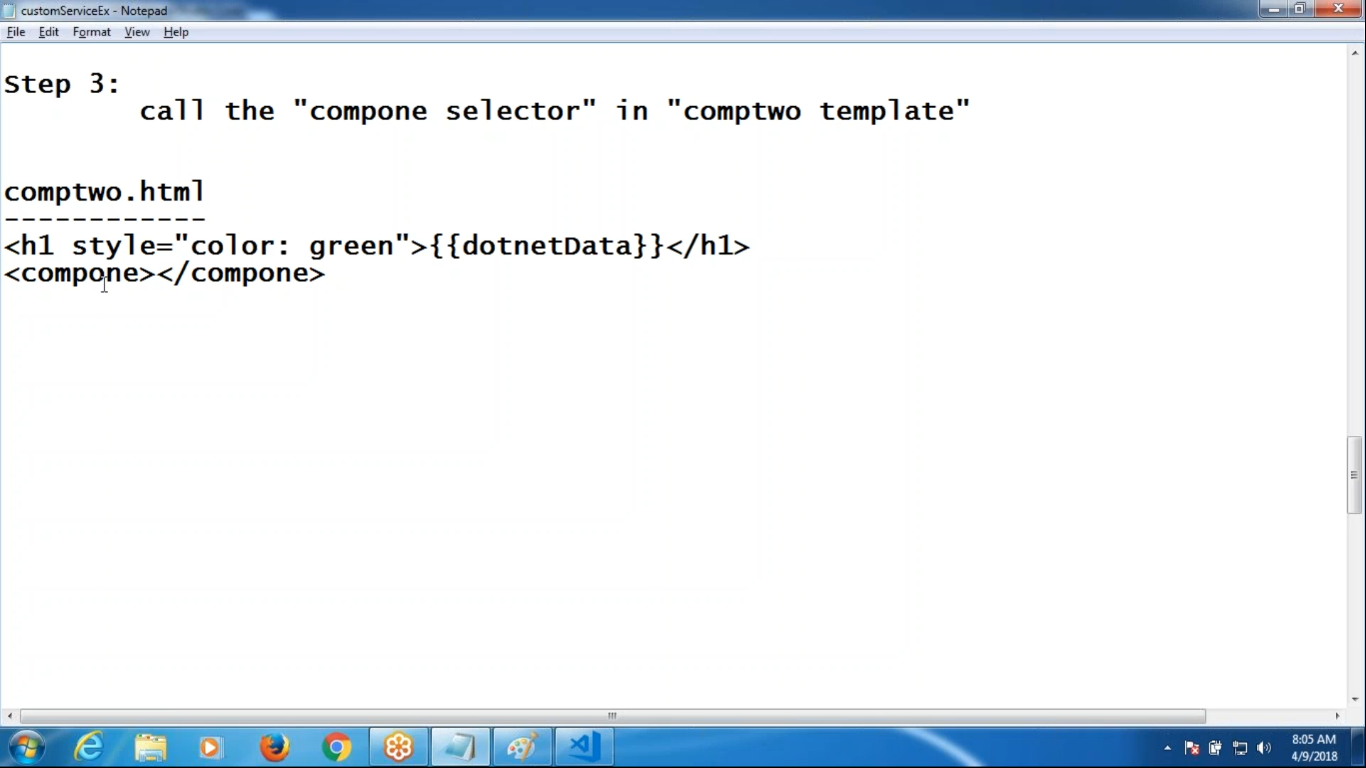 customServiceEx - Notepad
File Edit Format View Help
Step 3:
call the "compone selector" in "comptwo template"
comptwo.html
------------
<h1 style="color: green">{{dotnetData}}</h1>
<compone></compone>
8:05 AM
4/9/2018